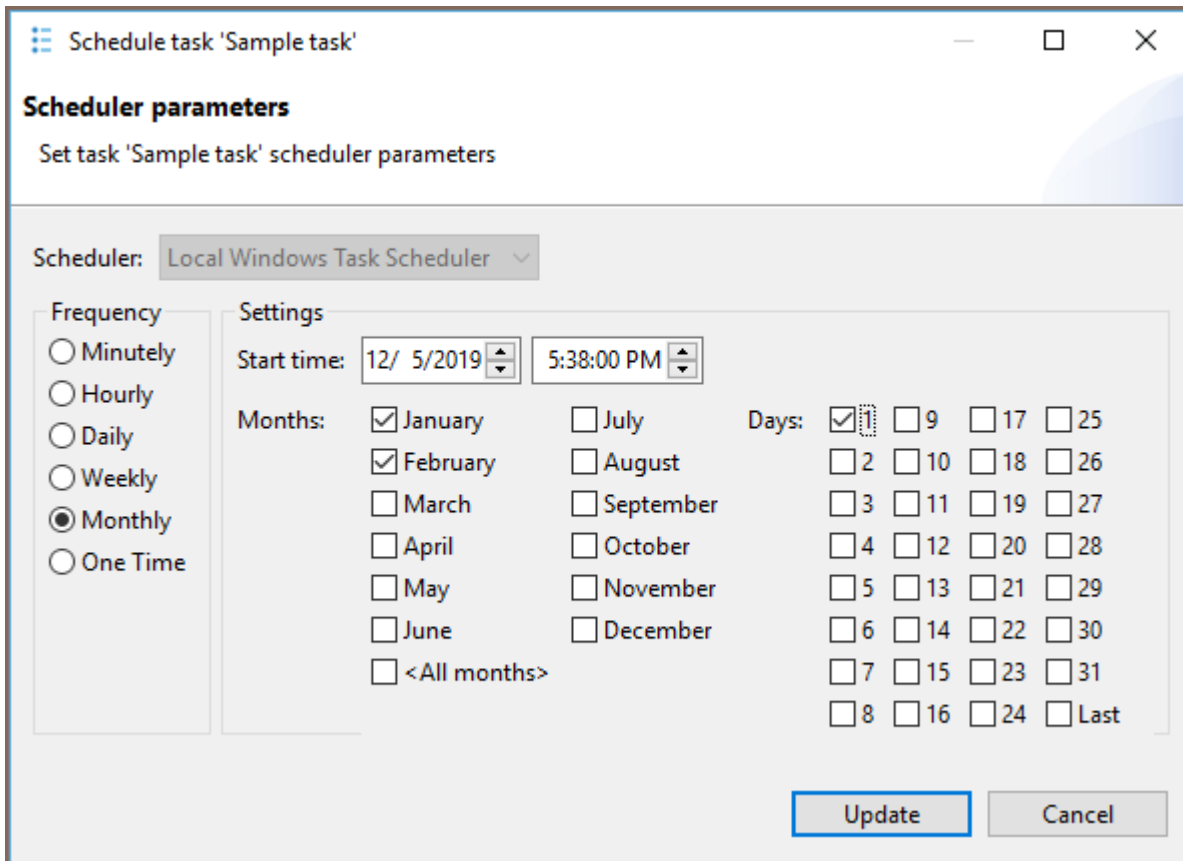 Schedule task 'Sample task'
Scheduler parameters
Set task 'Sample task' scheduler parameters
Scheduler: Local Windows Task Scheduler
Frequency
Minutely
Hourly
Daily
Weekly
Monthly
One Time
Settings
Start time: 12/ 5/2019 5:38:00 PM
Months: January July Days: 1 9 17 25
February August 2 10 18 26
March September 3 11 19 27
April October 4 12 20 28
May November 5 13 21 29
June December 6 14 22 30
<All months> 7 15 23 31
8 16 24 Last
Update Cancel